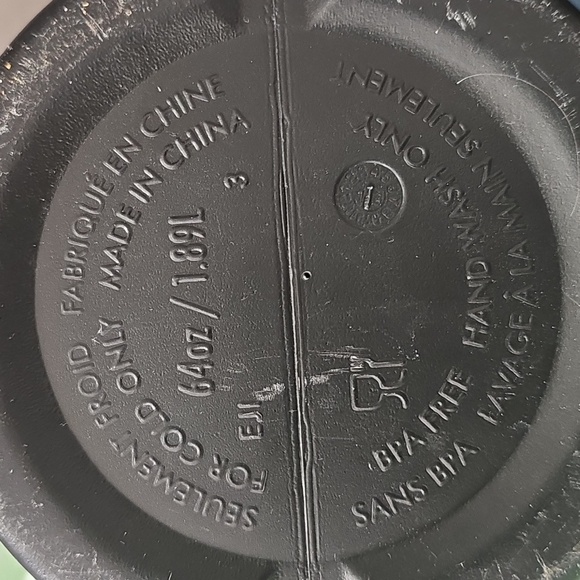 FABRIQUÉ EN CHINE
MADE IN CHINA
SEULEMENT FROID
FOR COLD ONLY
64oz / 1.89L
3
EJI
1
HAND WASH ONLY
LAVAGE À LA MAIN SEULEMENT
BPA FREE
SANS BPA